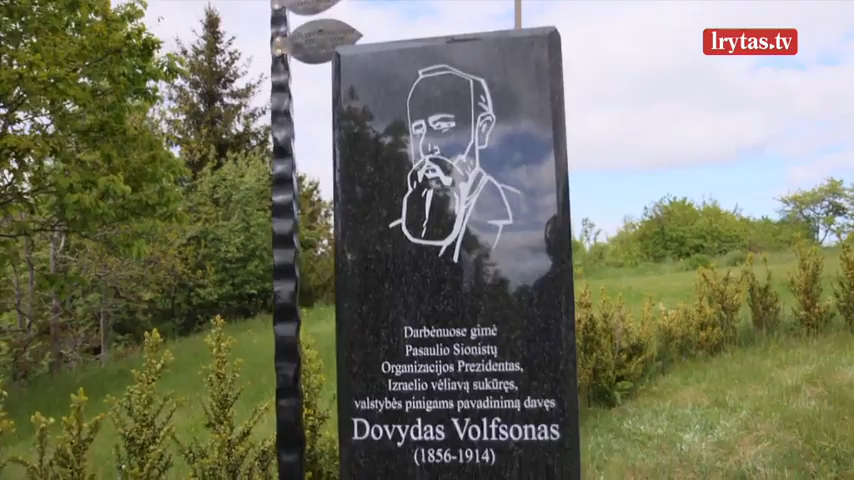 lrytas.tv
Darbėnuose gimė
Pasaulio Sionistų
Organizacijos Prezidentas,
Izraelio vėliavą sukūręs,
valstybės pinigams pavadinimą davęs
Dovydas Volfsonas
(1856-1914)